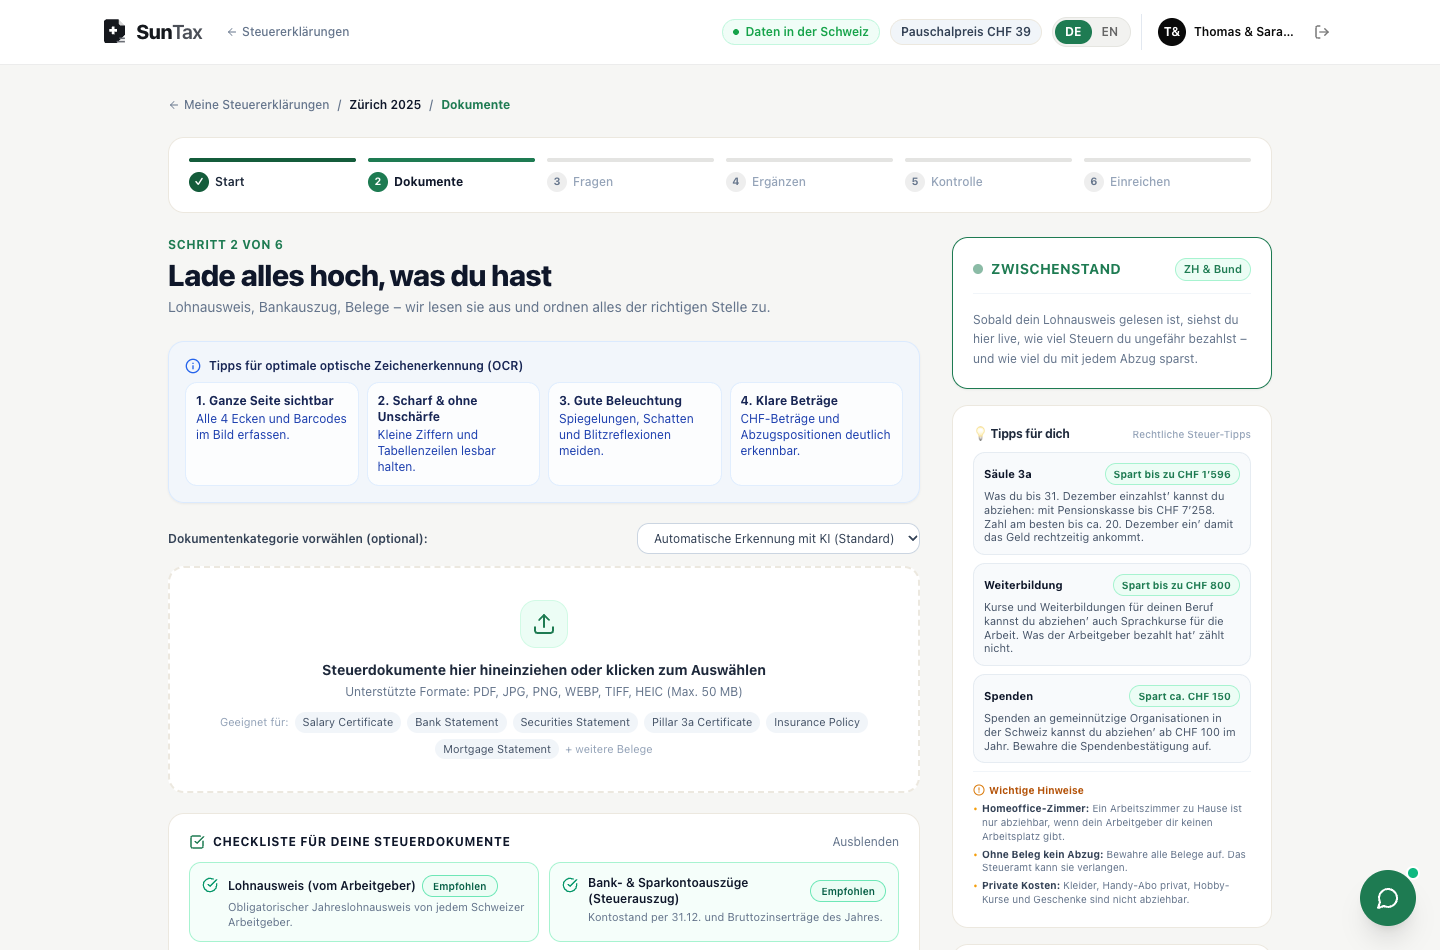 SunTax
← Steuererklärungen
Daten in der Schweiz
Pauschalpreis CHF 39
DE
EN
T&
Thomas & Sara...
← Meine Steuererklärungen / Zürich 2025 / Dokumente
Start
2 Dokumente
3 Fragen
4 Ergänzen
5 Kontrolle
6 Einreichen
SCHRITT 2 VON 6
Lade alles hoch, was du hast
Lohnausweis, Bankauszug, Belege – wir lesen sie aus und ordnen alles der richtigen Stelle zu.
Tipps für optimale optische Zeichenerkennung (OCR)
1. Ganze Seite sichtbar
Alle 4 Ecken und Barcodes
im Bild erfassen.
2. Scharf & ohne
Unschärfe
Kleine Ziffern und
Tabellenzeilen lesbar
halten.
3. Gute Beleuchtung
Spiegelungen, Schatten
und Blitzreflexionen
meiden.
4. Klare Beträge
CHF-Beträge und
Abzugspositionen deutlich
erkennbar.
Dokumentenkategorie vorwählen (optional):
Automatische Erkennung mit KI (Standard)
Steuerdokumente hier hineinziehen oder klicken zum Auswählen
Unterstützte Formate: PDF, JPG, PNG, WEBP, TIFF, HEIC (Max. 50 MB)
Geeignet für: Salary Certificate Bank Statement Securities Statement Pillar 3a Certificate Insurance Policy
Mortgage Statement + weitere Belege
CHECKLISTE FÜR DEINE STEUERDOKUMENTE
Ausblenden
Lohnausweis (vom Arbeitgeber) Empfohlen
Obligatorischer Jahreslohnausweis von jedem Schweizer
Arbeitgeber.
Bank- & Sparkontoauszüge
(Steuerauszug)
Empfohlen
Kontostand per 31.12. und Bruttozinserträge des Jahres.
ZWISCHENSTAND
ZH & Bund
Sobald dein Lohnausweis gelesen ist, siehst du
hier live, wie viel Steuern du ungefähr bezahlst –
und wie viel du mit jedem Abzug sparst.
Tipps für dich
Rechtliche Steuer-Tipps
Säule 3a
Spart bis zu CHF 1’596
Was du bis 31. Dezember einzahlst’ kannst du
abziehen: mit Pensionskasse bis CHF 7’258.
Zahl am besten bis ca. 20. Dezember ein’ damit
das Geld rechtzeitig ankommt.
Weiterbildung
Spart bis zu CHF 800
Kurse und Weiterbildungen für deinen Beruf
kannst du abziehen’ auch Sprachkurse für die
Arbeit. Was der Arbeitgeber bezahlt hat’ zählt
nicht.
Spenden
Spart ca. CHF 150
Spenden an gemeinnützige Organisationen in
der Schweiz kannst du abziehen’ ab CHF 100 im
Jahr. Bewahre die Spendenbestätigung auf.
Wichtige Hinweise
• Homeoffice-Zimmer: Ein Arbeitszimmer zu Hause ist
nur abziehbar, wenn dein Arbeitgeber dir keinen
Arbeitsplatz gibt.
• Ohne Beleg kein Abzug: Bewahre alle Belege auf. Das
Steueramt kann sie verlangen.
• Private Kosten: Kleider, Handy-Abo privat, Hobby-
Kurse und Geschenke sind nicht abziehbar.